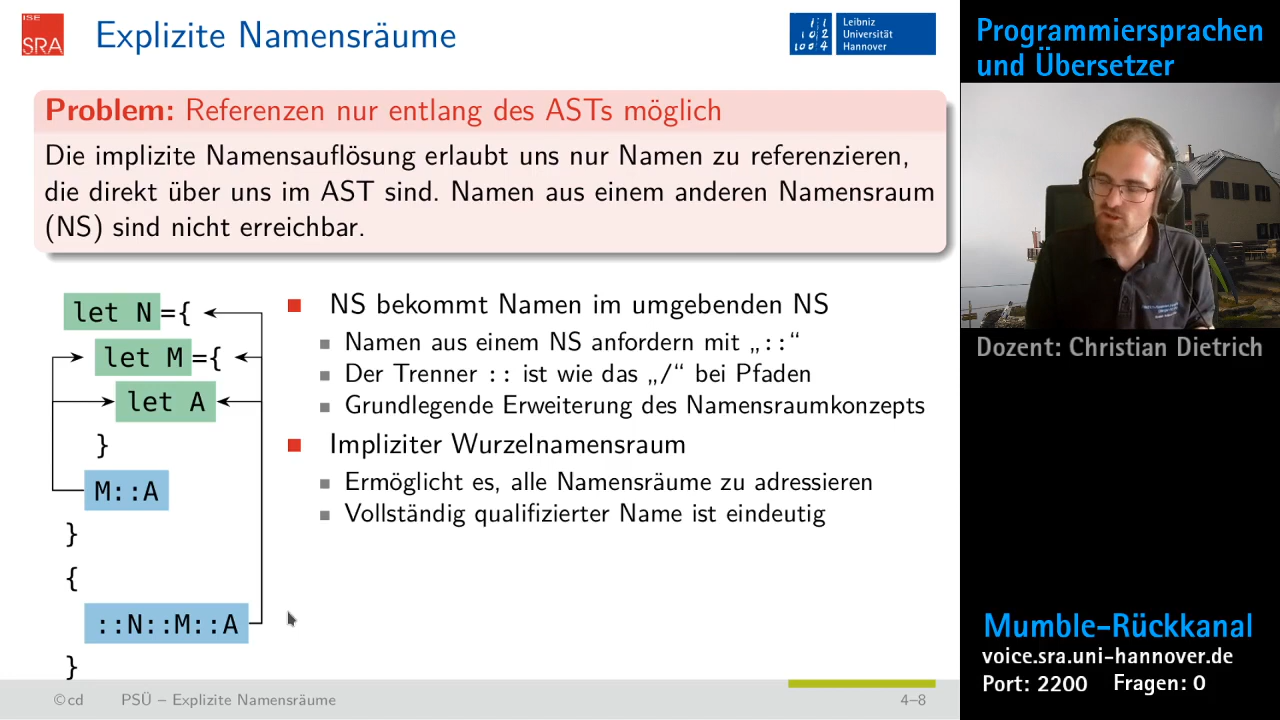 ISE
SRA
Explizite Namensräume
11
102
1004
Leibniz
Universität
Hannover
Problem: Referenzen nur entlang des ASTs möglich
Die implizite Namensauflösung erlaubt uns nur Namen zu referenzieren,
die direkt über uns im AST sind. Namen aus einem anderen Namensraum
(NS) sind nicht erreichbar.
let N={
let M={
let A
}
M::A
}
{
::N::M::A
}
NS bekommt Namen im umgebenden NS
Namen aus einem NS anfordern mit „::“
Der Trenner :: ist wie das „/“ bei Pfaden
Grundlegende Erweiterung des Namensraumkonzepts
Impliziter Wurzelnamensraum
Ermöglicht es, alle Namensräume zu adressieren
Vollständig qualifizierter Name ist eindeutig
©cd PSÜ – Explizite Namensräume 4–8
Programmiersprachen
und Übersetzer
Dozent: Christian Dietrich
Mumble-Rückkanal
voice.sra.uni-hannover.de
Port: 2200 Fragen: 0